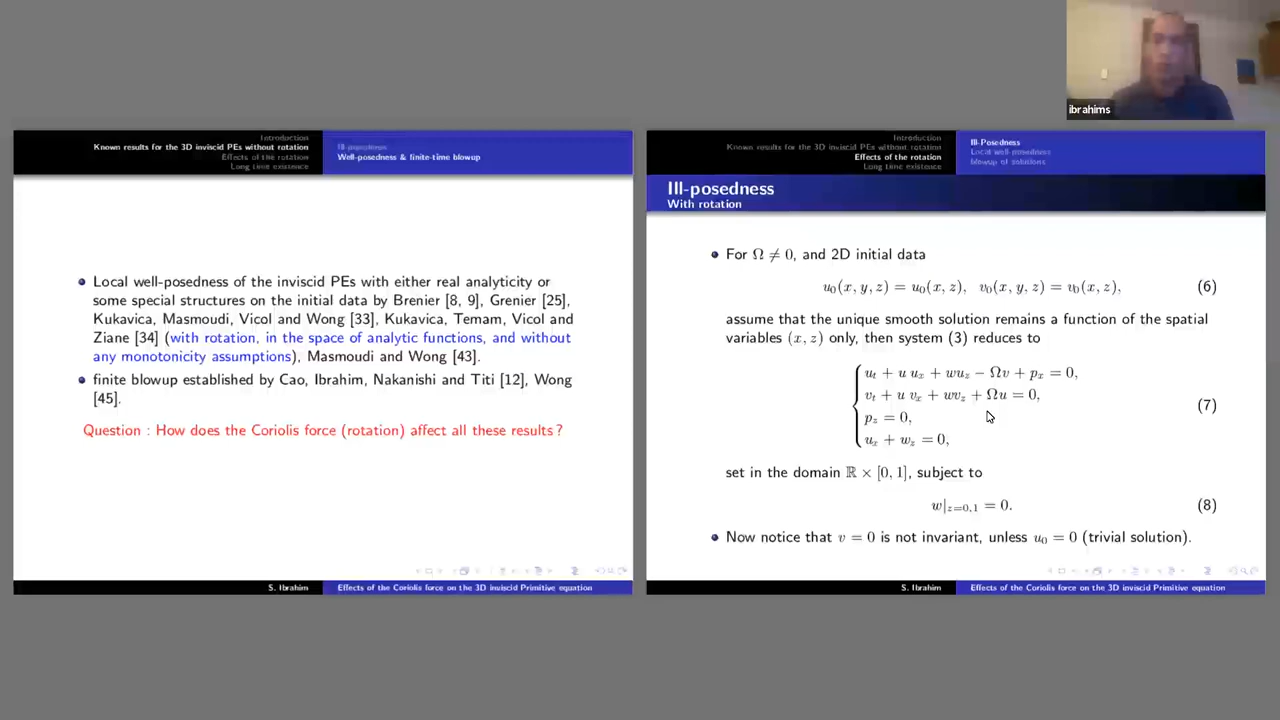 ibrahims
Introduction
Known results for the 3D inviscid PEs without rotation
Effects of the rotation
Long time existence
Ill-posedness
Well-posedness & finite-time blowup
Local well-posedness of the inviscid PEs with either real analyticity or
some special structures on the initial data by Brenier [8, 9], Grenier [25],
Kukavica, Masmoudi, Vicol and Wong [33], Kukavica, Temam, Vicol and
Ziane [34] (with rotation, in the space of analytic functions, and without
any monotonicity assumptions), Masmoudi and Wong [43].
finite blowup established by Cao, Ibrahim, Nakanishi and Titi [12], Wong
[45].
Question : How does the Coriolis force (rotation) affect all these results ?
S. Ibrahim
Effects of the Coriolis force on the 3D inviscid Primitive equation
Introduction
Known results for the 3D inviscid PEs without rotation
Effects of the rotation
Long time existence
Ill-Posedness
Local well-posedness
blowup of solutions
Ill-posedness
With rotation
For Ω ≠ 0, and 2D initial data
u₀(x, y, z) = u₀(x, z), v₀(x, y, z) = v₀(x, z), (6)
assume that the unique smooth solution remains a function of the spatial
variables (x, z) only, then system (3) reduces to
u_t + u u_x + wu_z − Ωv + p_x = 0,
v_t + u v_x + wv_z + Ωu = 0,
p_z = 0, (7)
u_x + w_z = 0,
set in the domain ℝ × [0, 1], subject to
w|_{z=0,1} = 0. (8)
Now notice that v = 0 is not invariant, unless u₀ = 0 (trivial solution).
S. Ibrahim
Effects of the Coriolis force on the 3D inviscid Primitive equation